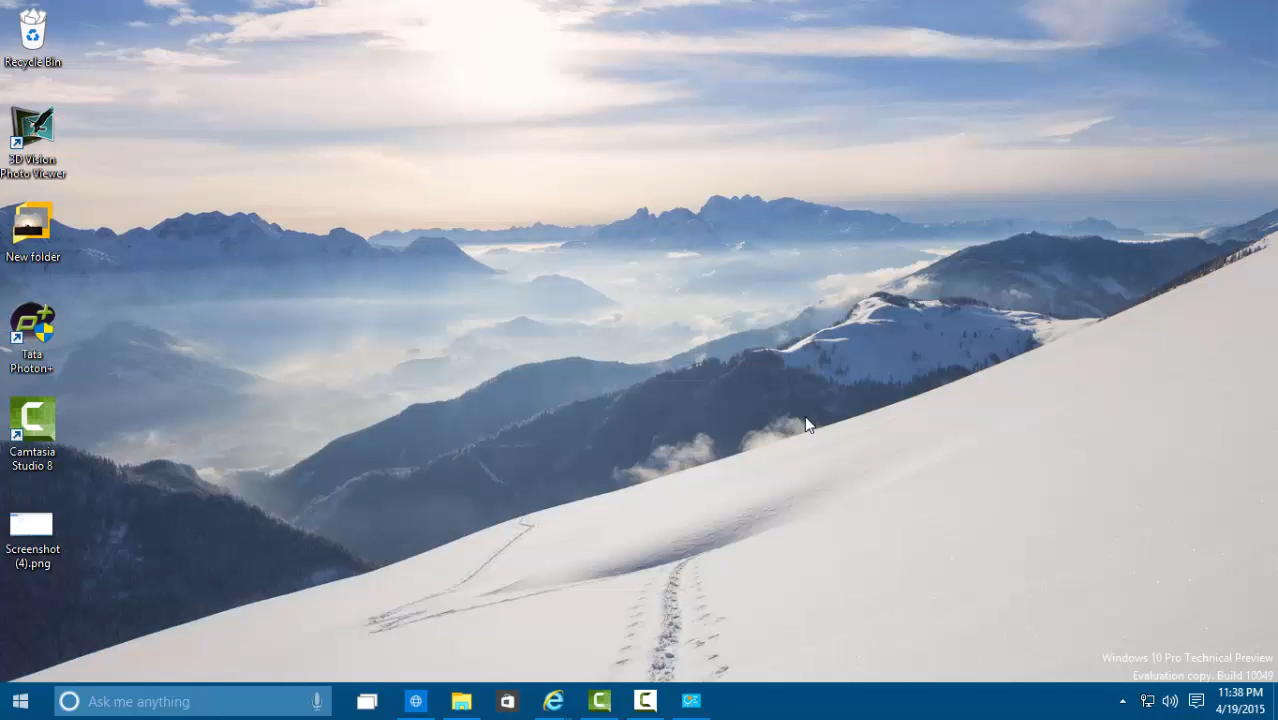 Recycle Bin
3D Vision
Photo Viewer
New folder
Tata
Photon+
Camtasia
Studio 8
Screenshot
(4).png
Windows 10 Pro Technical Preview
Evaluation copy. Build 10049
Ask me anything
11:38 PM
4/19/2015